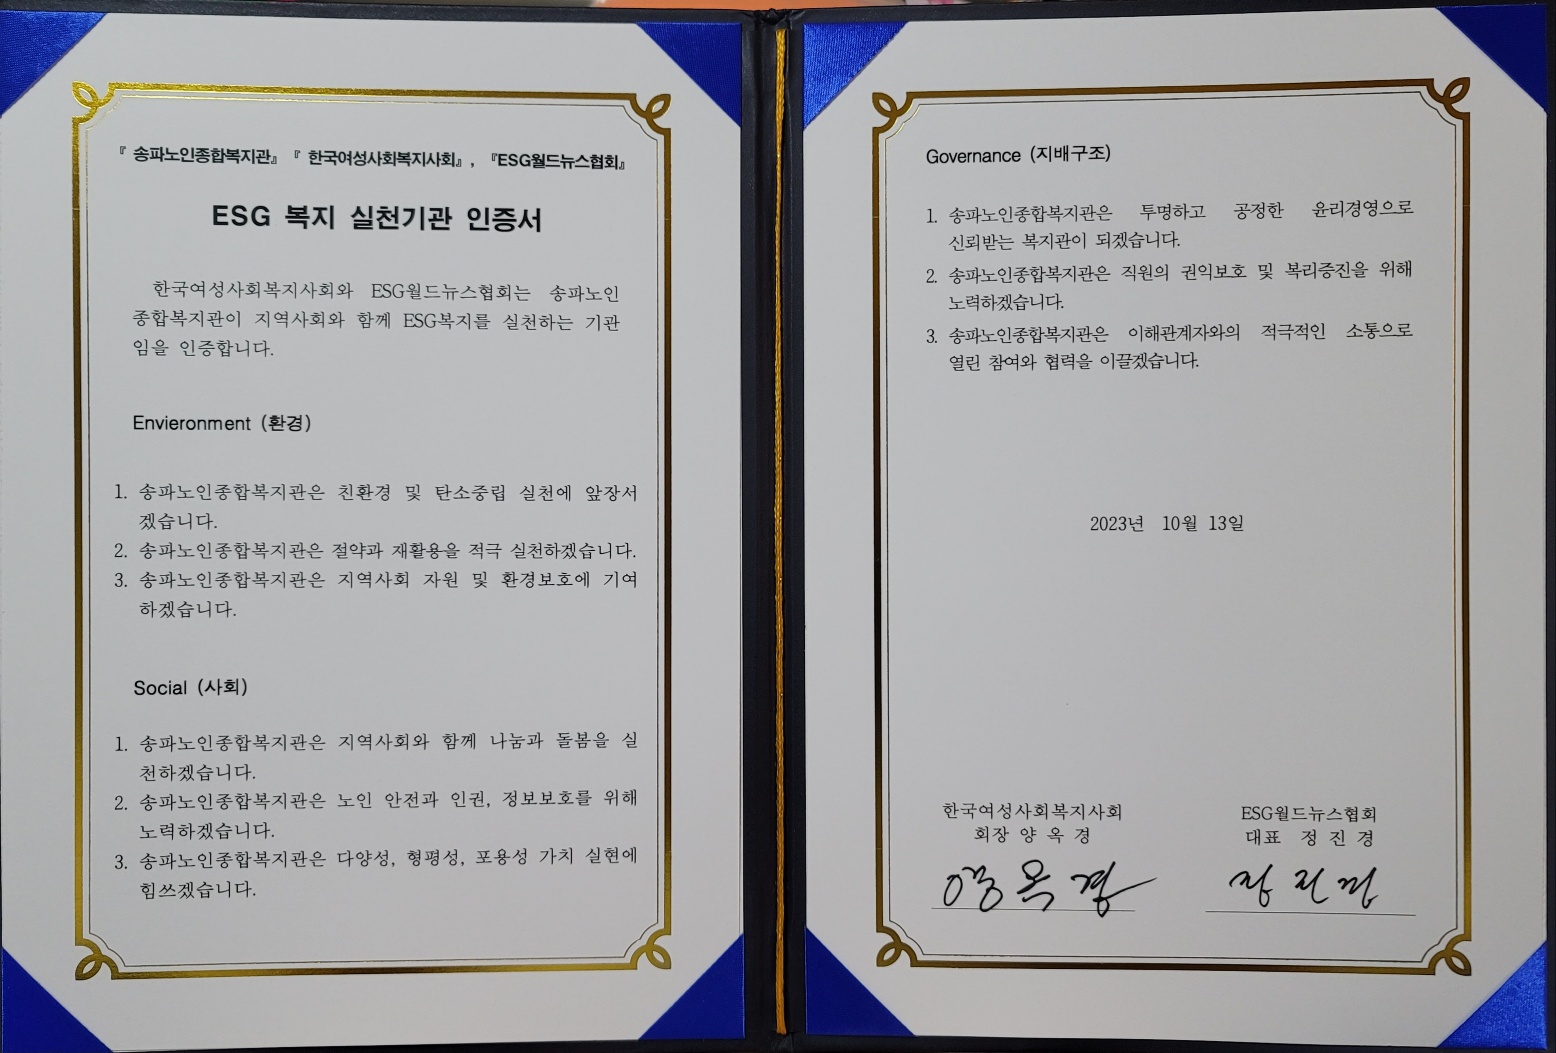 『 송파노인종합복지관』『 한국여성사회복지사회』, 『ESG월드뉴스협회』
ESG 복지 실천기관 인증서
한국여성사회복지사회와 ESG월드뉴스협회는 송파노인
종합복지관이 지역사회와 함께 ESG복지를 실천하는 기관
임을 인증합니다.
Envieronment (환경)
1. 송파노인종합복지관은 친환경 및 탄소중립 실천에 앞장서
겠습니다.
2. 송파노인종합복지관은 절약과 재활용을 적극 실천하겠습니다.
3. 송파노인종합복지관은 지역사회 자원 및 환경보호에 기여
하겠습니다.
Social (사회)
1. 송파노인종합복지관은 지역사회와 함께 나눔과 돌봄을 실
천하겠습니다.
2. 송파노인종합복지관은 노인 안전과 인권, 정보보호를 위해
노력하겠습니다.
3. 송파노인종합복지관은 다양성, 형평성, 포용성 가치 실현에
힘쓰겠습니다.
Governance (지배구조)
1. 송파노인종합복지관은 투명하고 공정한 윤리경영으로
신뢰받는 복지관이 되겠습니다.
2. 송파노인종합복지관은 직원의 권익보호 및 복리증진을 위해
노력하겠습니다.
3. 송파노인종합복지관은 이해관계자와의 적극적인 소통으로
열린 참여와 협력을 이끌겠습니다.
2023년 10월 13일
한국여성사회복지사회
회장 양 옥 경
양옥경
ESG월드뉴스협회
대표 정 진 경
정진경